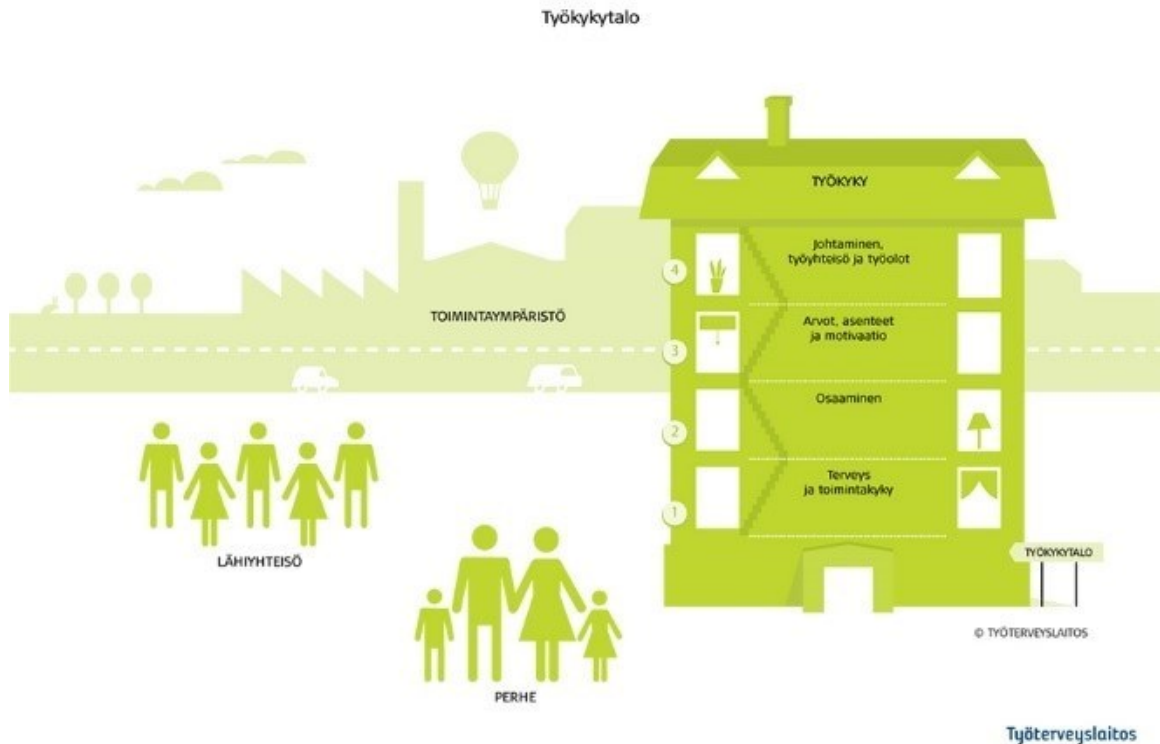 Työkykytalo
TYÖKYKY
4
Johtaminen,
työyhteisö ja työolot
TOIMINTAYMPÄRISTÖ
3
Arvot, asenteet
ja motivaatio
2
Osaaminen
1
Terveys
ja toimintakyky
LÄHIYHTEISÖ
TYÖKYKYTALO
© TYÖTERVEYSLAITOS
PERHE
Työterveyslaitos